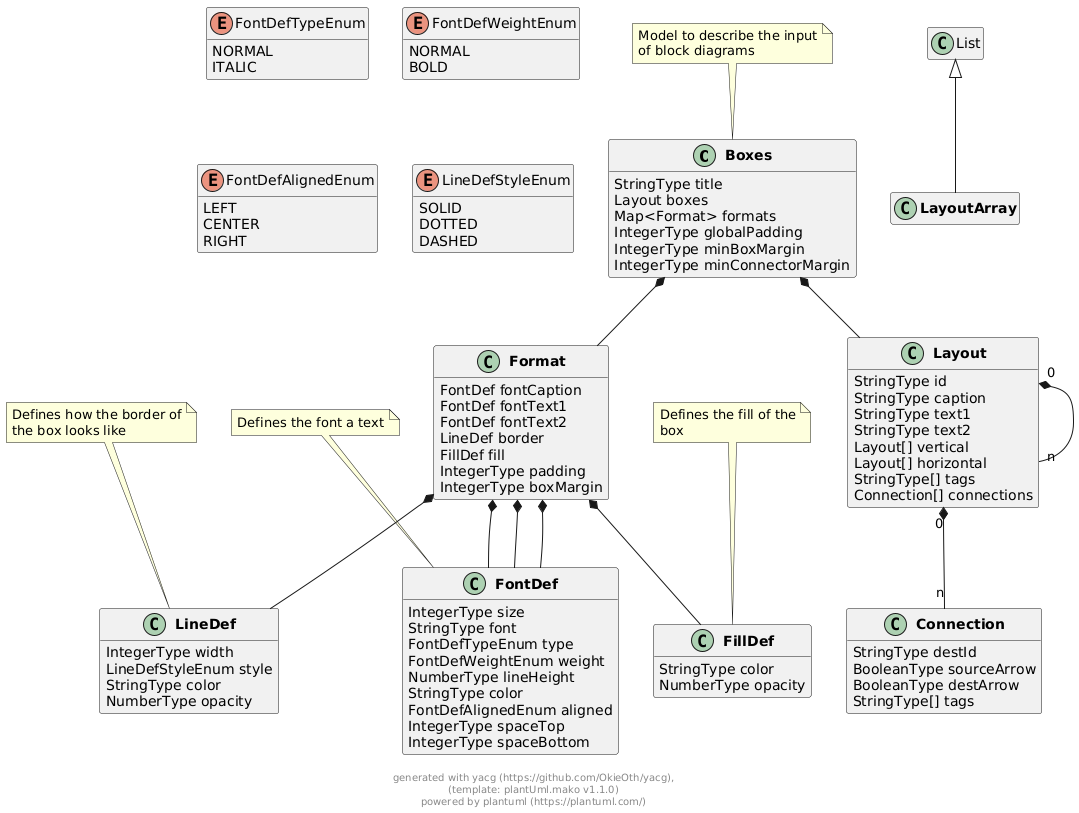 E FontDefTypeEnum
NORMAL
ITALIC
E FontDefWeightEnum
NORMAL
BOLD
Model to describe the input
of block diagrams
C List
E FontDefAlignedEnum
LEFT
CENTER
RIGHT
E LineDefStyleEnum
SOLID
DOTTED
DASHED
C Boxes
StringType title
Layout boxes
Map<Format> formats
IntegerType globalPadding
IntegerType minBoxMargin
IntegerType minConnectorMargin
C LayoutArray
Defines how the border of
the box looks like
Defines the font a text
C Format
FontDef fontCaption
FontDef fontText1
FontDef fontText2
LineDef border
FillDef fill
IntegerType padding
IntegerType boxMargin
Defines the fill of the
box
C Layout
StringType id
StringType caption
StringType text1
StringType text2
Layout[] vertical
Layout[] horizontal
StringType[] tags
Connection[] connections
0
n
0
n
C LineDef
IntegerType width
LineDefStyleEnum style
StringType color
NumberType opacity
C FontDef
IntegerType size
StringType font
FontDefTypeEnum type
FontDefWeightEnum weight
NumberType lineHeight
StringType color
FontDefAlignedEnum aligned
IntegerType spaceTop
IntegerType spaceBottom
C FillDef
StringType color
NumberType opacity
C Connection
StringType destId
BooleanType sourceArrow
BooleanType destArrow
StringType[] tags
generated with yacg (https://github.com/OkieOth/yacg),
(template: plantUml.mako v1.1.0)
powered by plantuml (https://plantuml.com/)